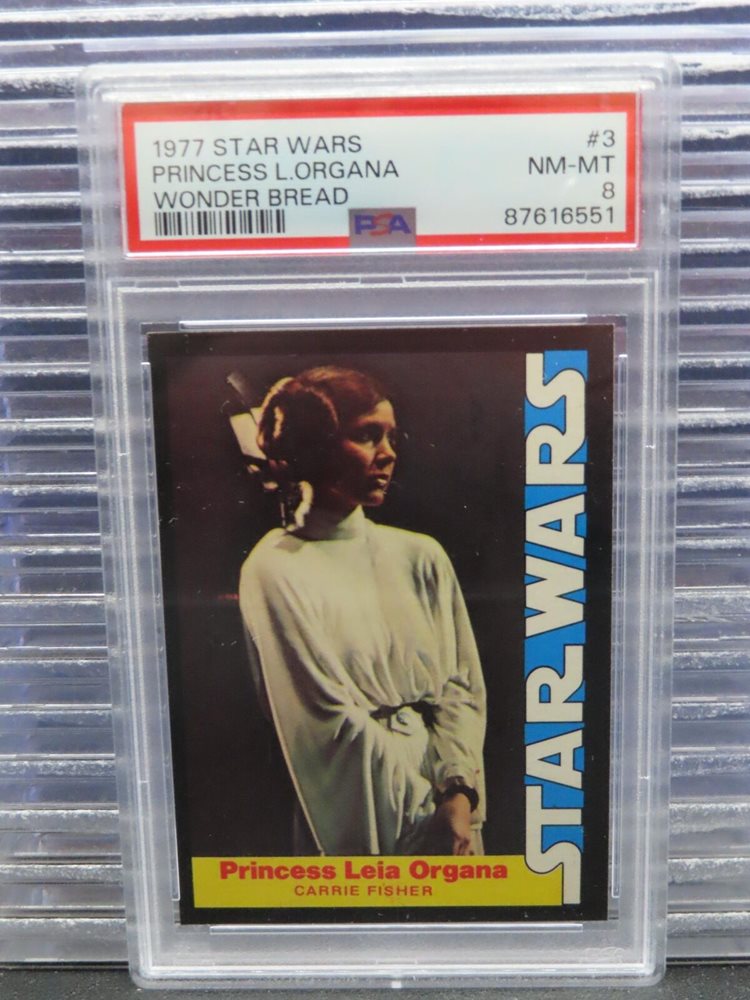 1977 STAR WARS #3
PRINCESS L.ORGANA NM-MT
WONDER BREAD 8
PSA 87616551
STAR WARS
Princess Leia Organa
CARRIE FISHER